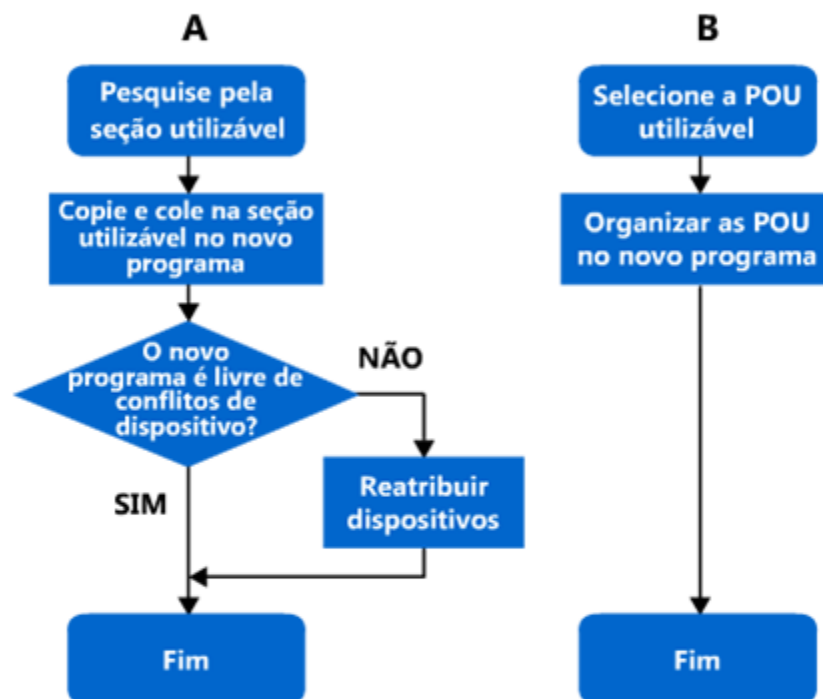 A
Pesquise pela
seção utilizável
Copie e cole na seção
utilizável no novo
programa
O novo
programa é livre de
conflitos de
dispositivo?
NÃO
Reatribuir
dispositivos
SIM
Fim
B
Selecione a POU
utilizável
Organizar as POU
no novo programa
Fim